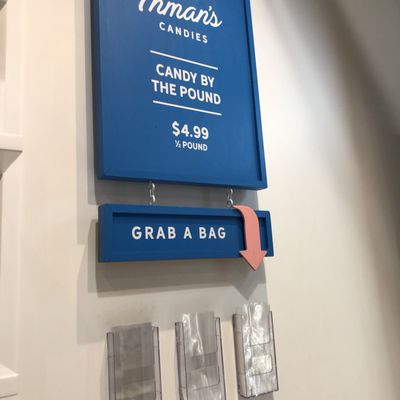 CANDIES
CANDY BY
THE POUND
$4.99
½ POUND
GRAB A BAG